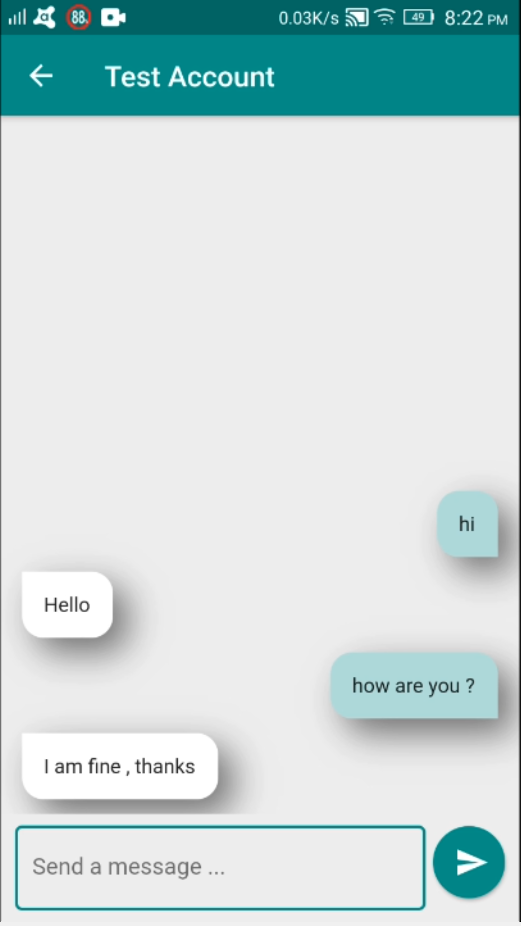 88
0.03K/s 49 8:22 PM
Test Account
hi
Hello
how are you ?
I am fine , thanks
Send a message ...